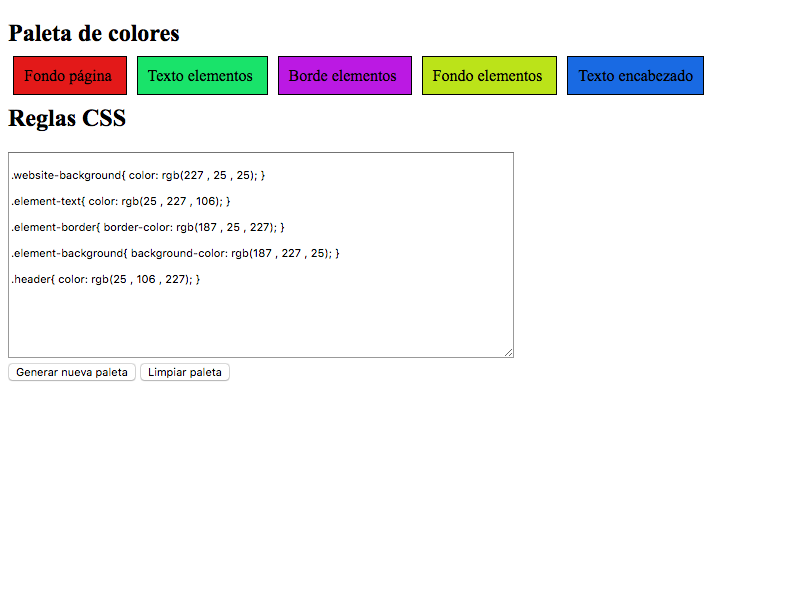 Paleta de colores
Fondo página Texto elementos Borde elementos Fondo elementos Texto encabezado
Reglas CSS
.website-background{ color: rgb(227 , 25 , 25); }
.element-text{ color: rgb(25 , 227 , 106); }
.element-border{ border-color: rgb(187 , 25 , 227); }
.element-background{ background-color: rgb(187 , 227 , 25); }
.header{ color: rgb(25 , 106 , 227); }
Generar nueva paleta Limpiar paleta